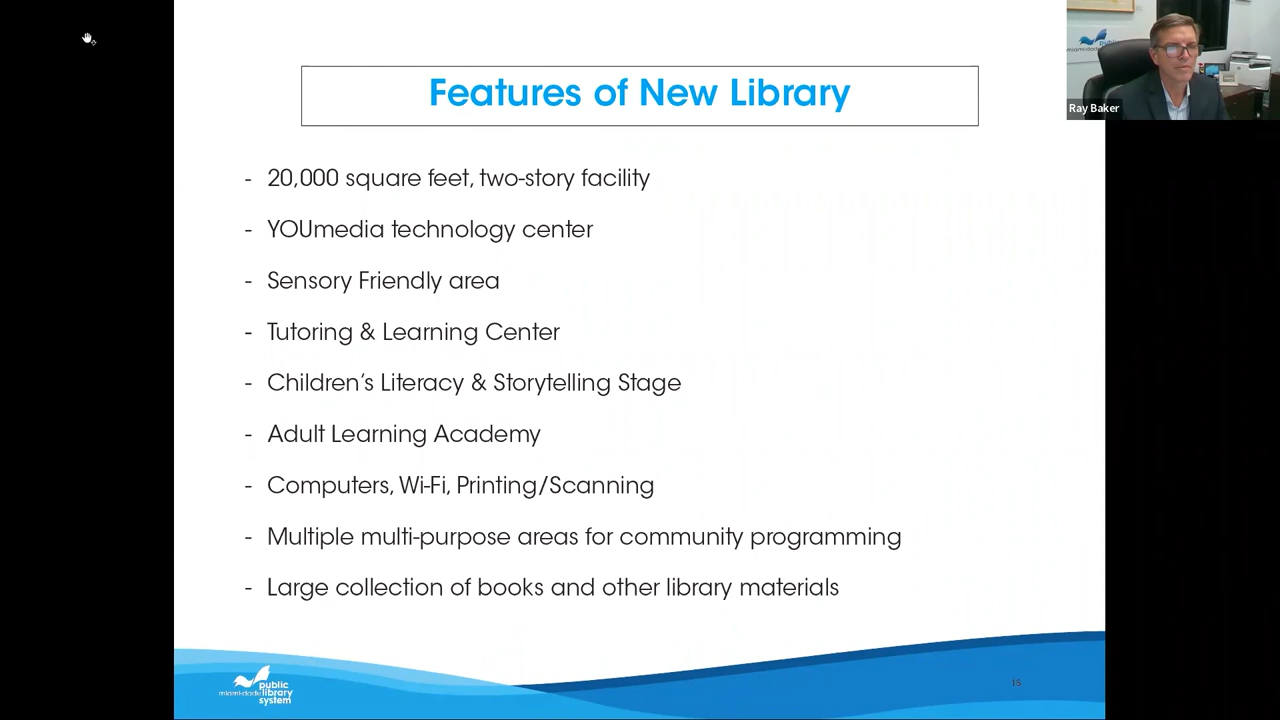 Features of New Library
Ray Baker
- 20,000 square feet, two-story facility
- YOUmedia technology center
- Sensory Friendly area
- Tutoring & Learning Center
- Children's Literacy & Storytelling Stage
- Adult Learning Academy
- Computers, Wi-Fi, Printing/Scanning
- Multiple multi-purpose areas for community programming
- Large collection of books and other library materials
public
miami-dade library
system
15